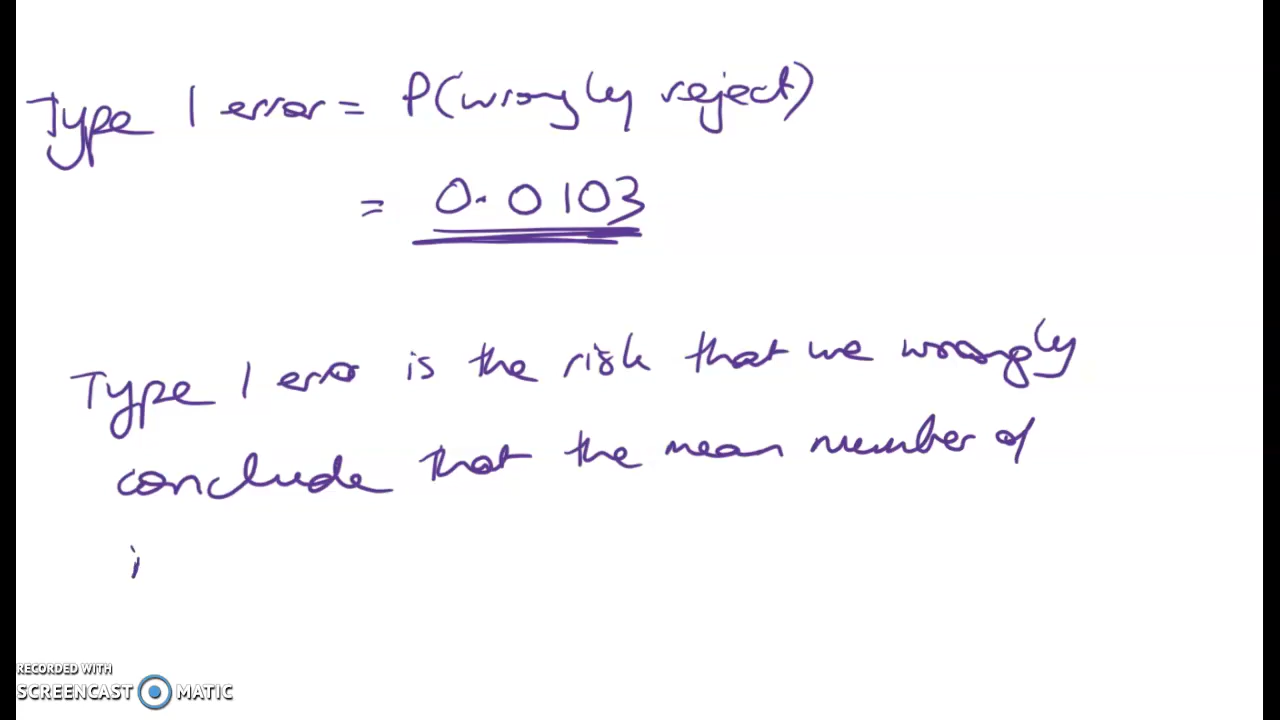 Type 1 error = P(wrongly reject)
= 0.0103
Type 1 error is the risk that we wrongly
conclude that the mean number of
i
RECORDED WITH
SCREENCAST MATIC